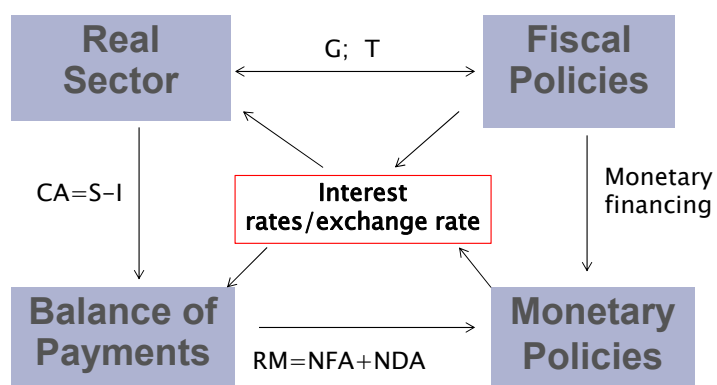 Real
Sector
G; T
Fiscal
Policies
CA=S-I
Interest
rates/exchange rate
Monetary
financing
Balance of
Payments
RM=NFA+NDA
Monetary
Policies